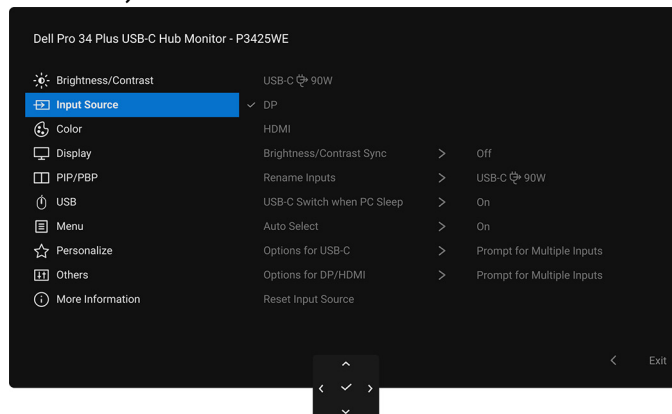 Dell Pro 34 Plus USB-C Hub Monitor - P3425WE
Brightness/Contrast USB-C 90W
Input Source DP
Color HDMI
Display Brightness/Contrast Sync Off
PIP/PBP Rename Inputs USB-C 90W
USB USB-C Switch when PC Sleep On
Menu Auto Select On
Personalize Options for USB-C Prompt for Multiple Inputs
Others Options for DP/HDMI Prompt for Multiple Inputs
More Information Reset Input Source
Exit